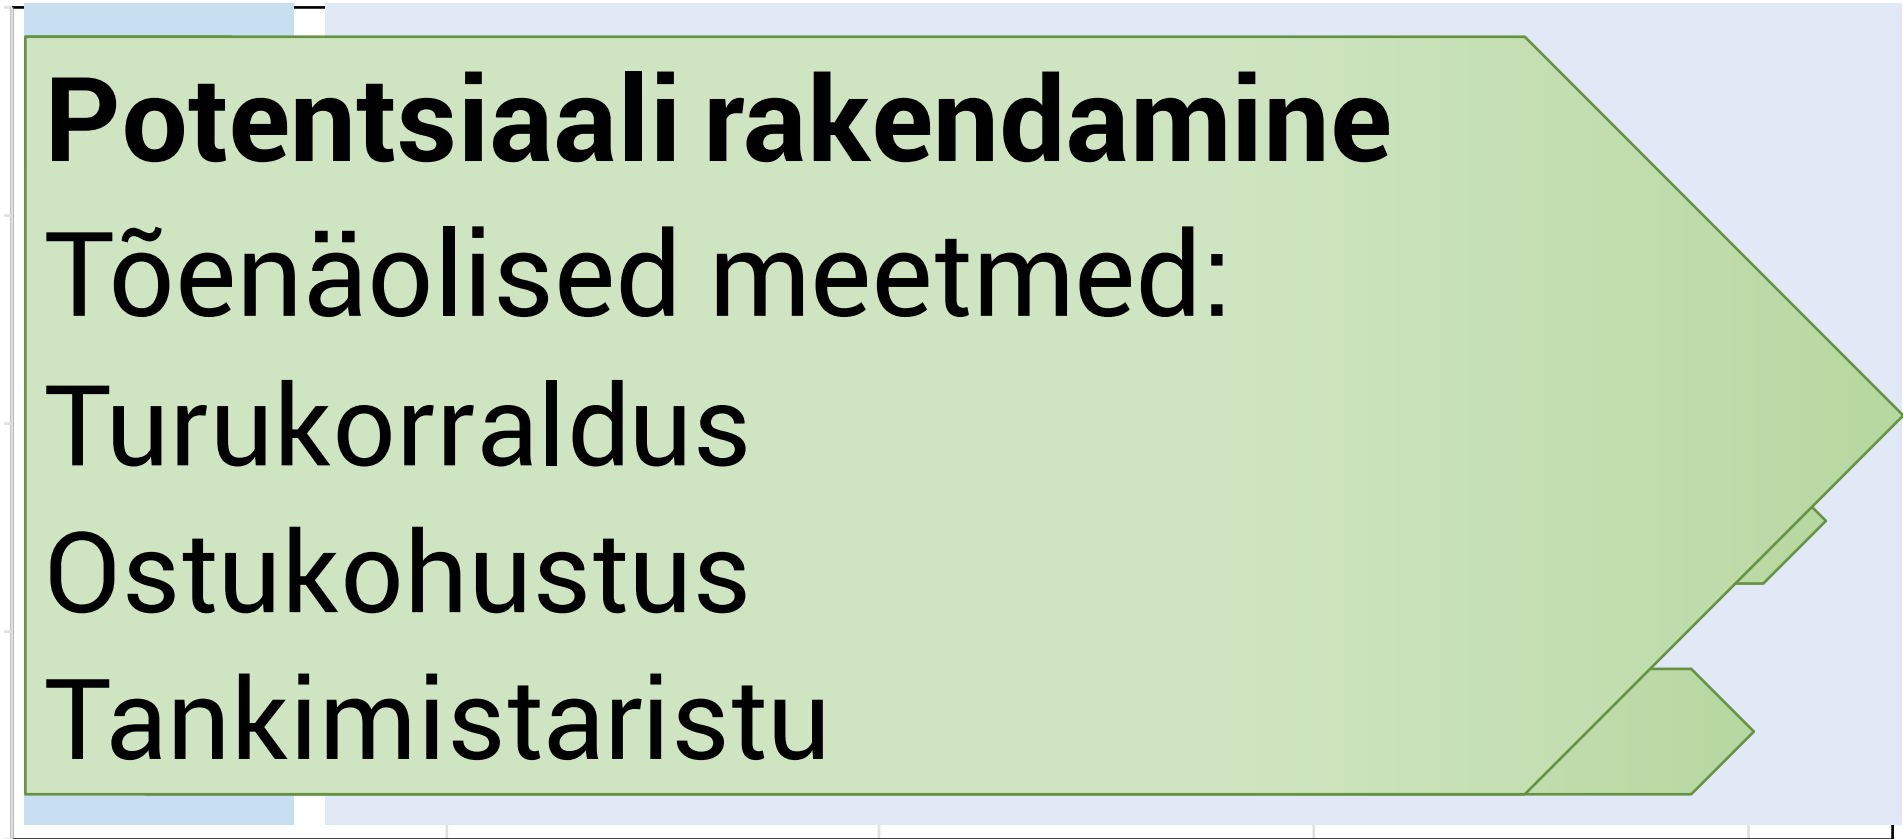 Potentsiaali rakendamine
Tõenäolised meetmed:
Turukorraldus
Ostukohustus
Tankimistaristu